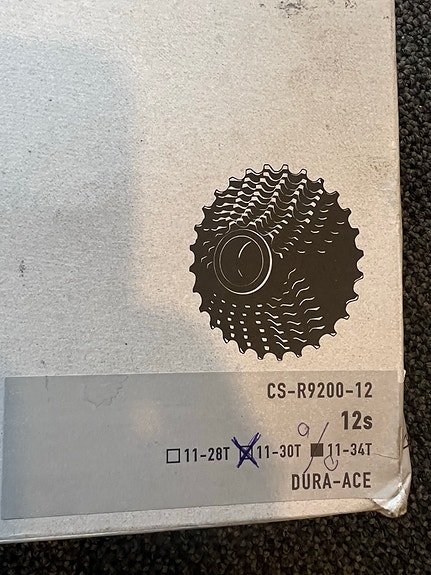 CS-R9200-12
12s
☐11-28T ☒11-30T ■11-34T
DURA-ACE